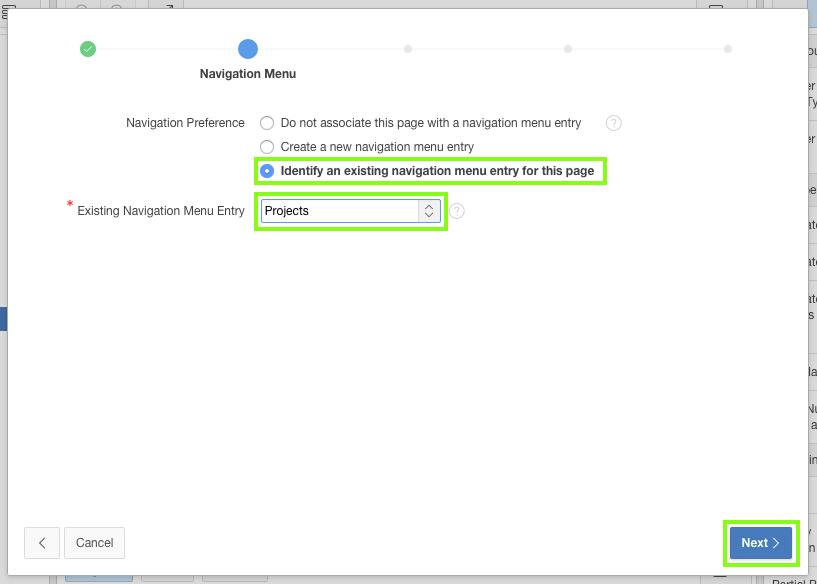 Navigation Menu
Navigation Preference
Do not associate this page with a navigation menu entry ?
Create a new navigation menu entry
Identify an existing navigation menu entry for this page
* Existing Navigation Menu Entry Projects ?
Cancel
Next